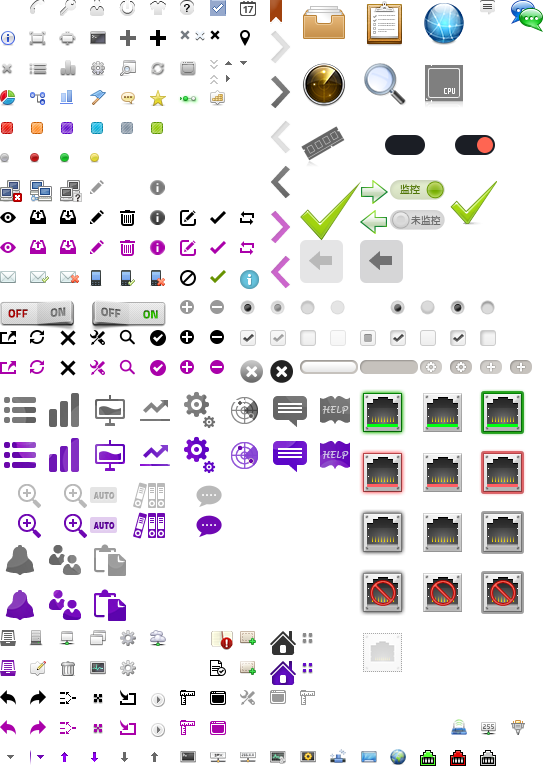 17
CPU
监控
未监控
OFF ON
OFF ON
HELP
HELP
AUTO
AUTO
255